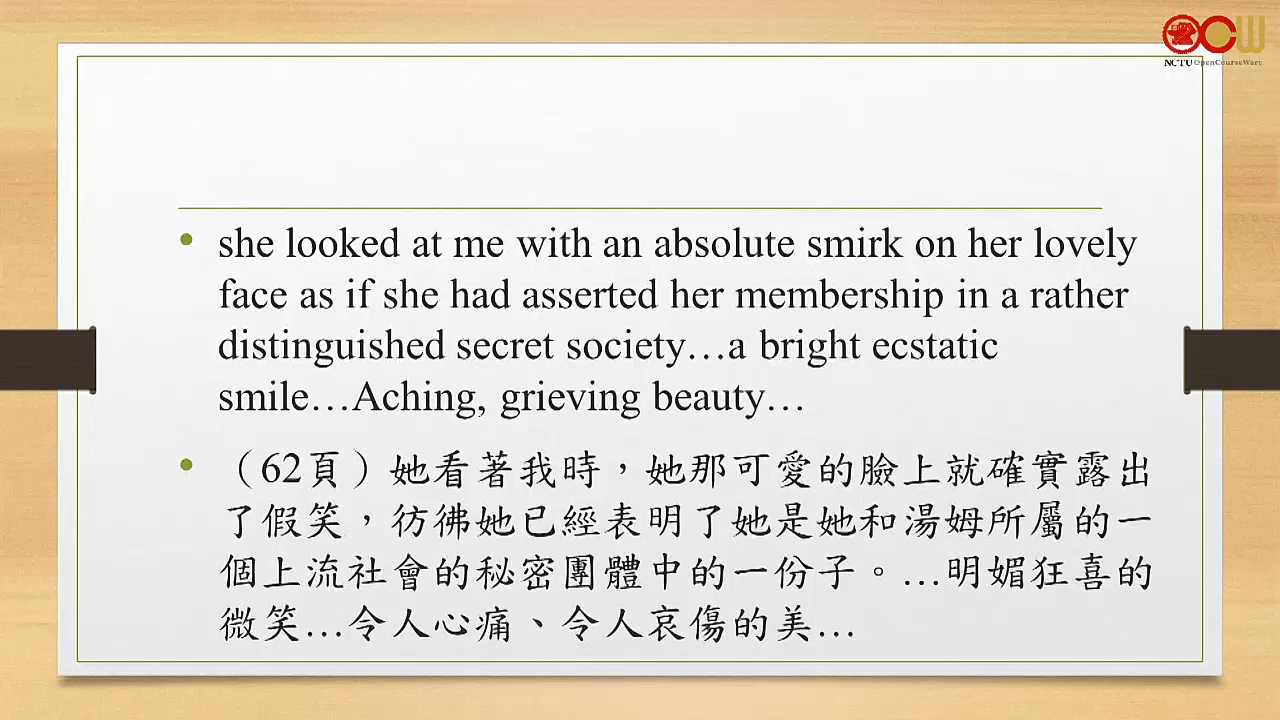 OCW
NCTU OpenCourseWare
• she looked at me with an absolute smirk on her lovely
face as if she had asserted her membership in a rather
distinguished secret society…a bright ecstatic
smile…Aching, grieving beauty…
• （62頁）她看著我時，她那可愛的臉上就確實露出
了假笑，彷彿她已經表明了她是她和湯姆所屬的一
個上流社會的秘密團體中的一份子。…明媚狂喜的
微笑…令人心痛、令人哀傷的美…